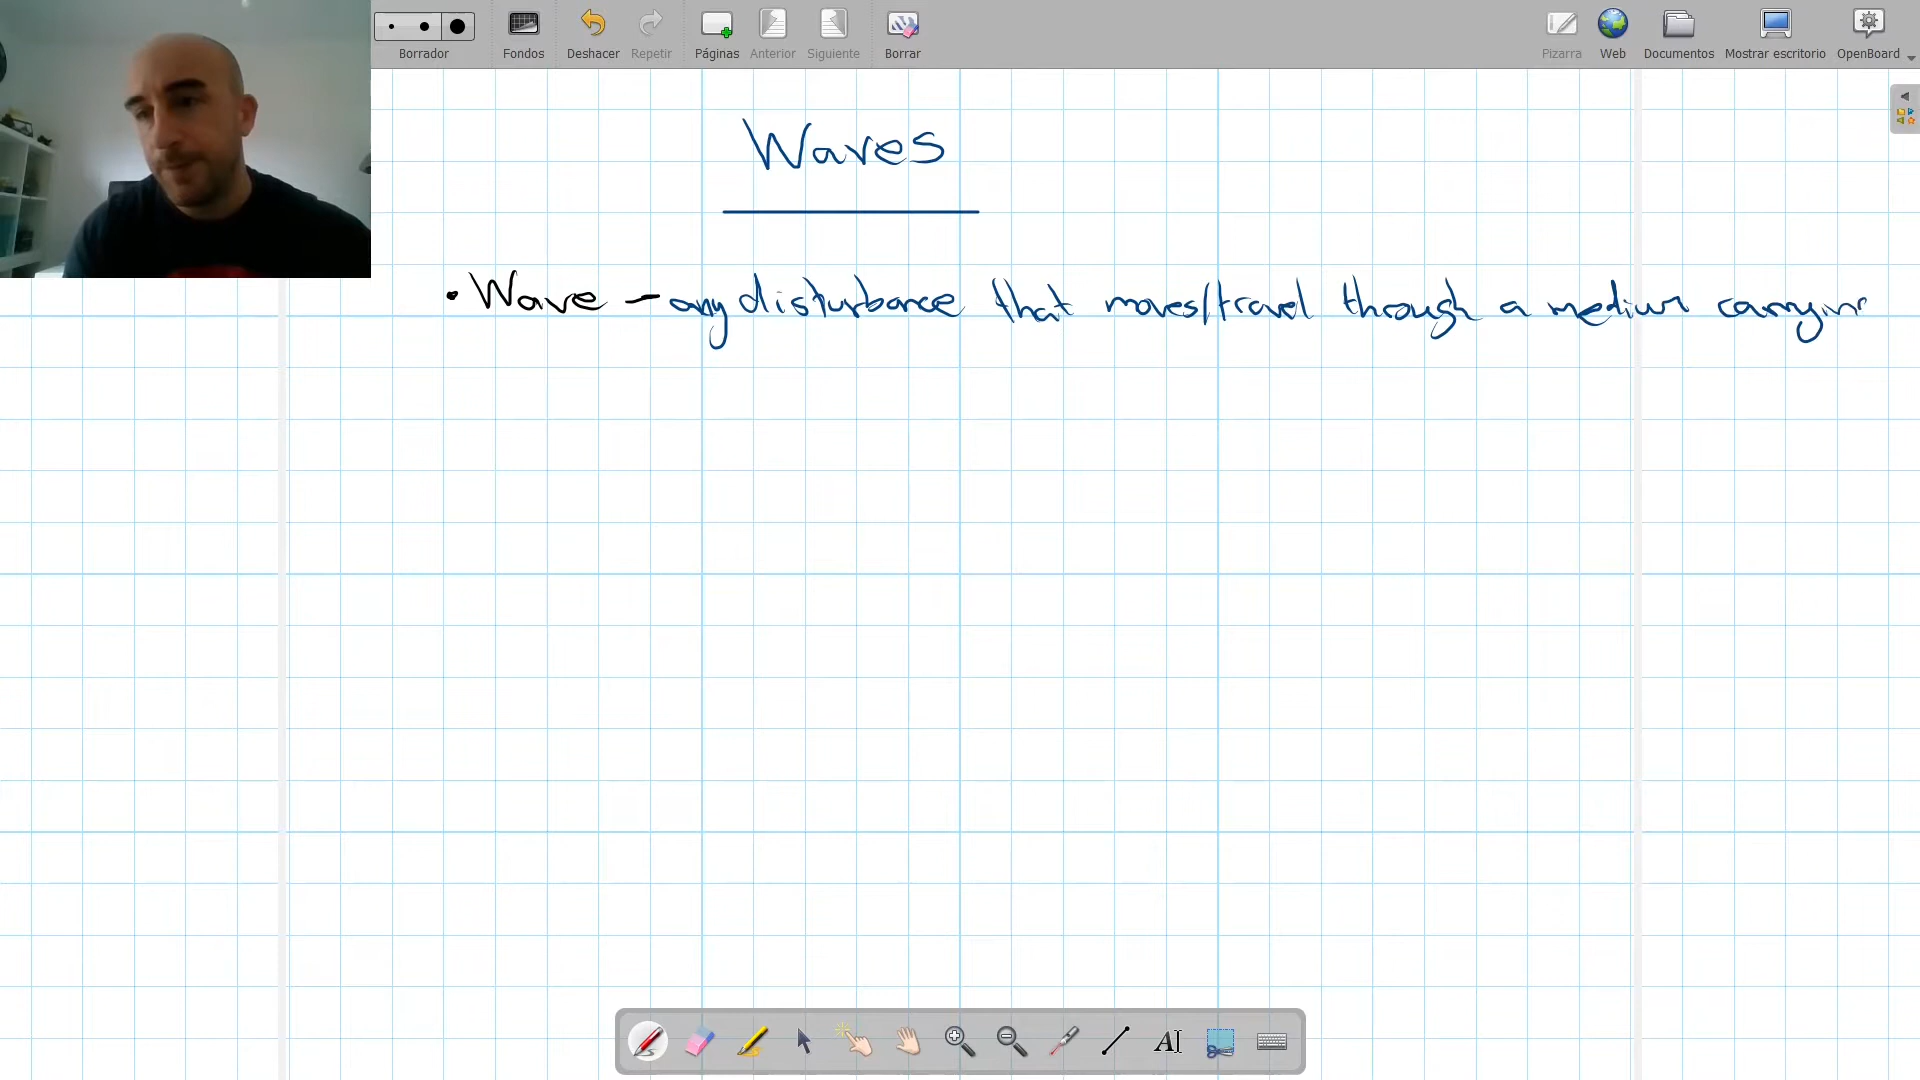 Borrador
Fondos
Deshacer
Repetir
Páginas
Anterior
Siguiente
Borrar
Pizarra
Web
Documentos
Mostrar escritorio
OpenBoard
Waves
• Wave – any disturbance that moves/travel through a medium carryin
A